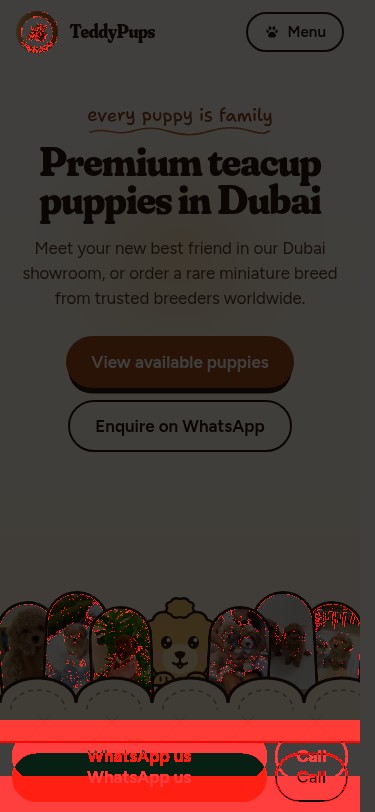 TeddyPups
Menu
every puppy is family
Premium teacup
puppies in Dubai
Meet your new best friend in our Dubai
showroom, or order a rare miniature breed
from trusted breeders worldwide.
View available puppies
Enquire on WhatsApp
WhatsApp us
Call
WhatsApp us
Call